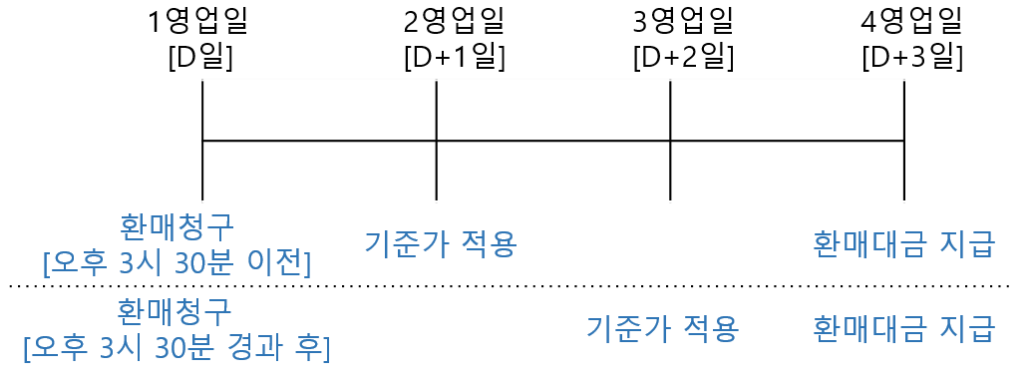 1영업일 2영업일 3영업일 4영업일
[D일] [D+1일] [D+2일] [D+3일]
환매청구
[오후 3시 30분 이전]
기준가 적용
환매대금 지급
환매청구
[오후 3시 30분 경과 후]
기준가 적용
환매대금 지급